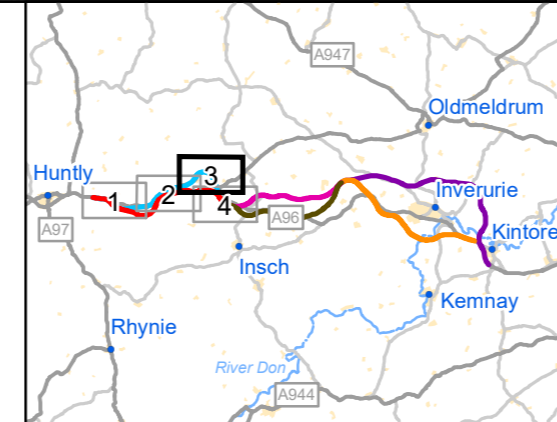 A947
Oldmeldrum
Huntly
3
1
2
4
Inverurie
A97
A96
Kintore
Insch
Kemnay
Rhynie
River Don
A944